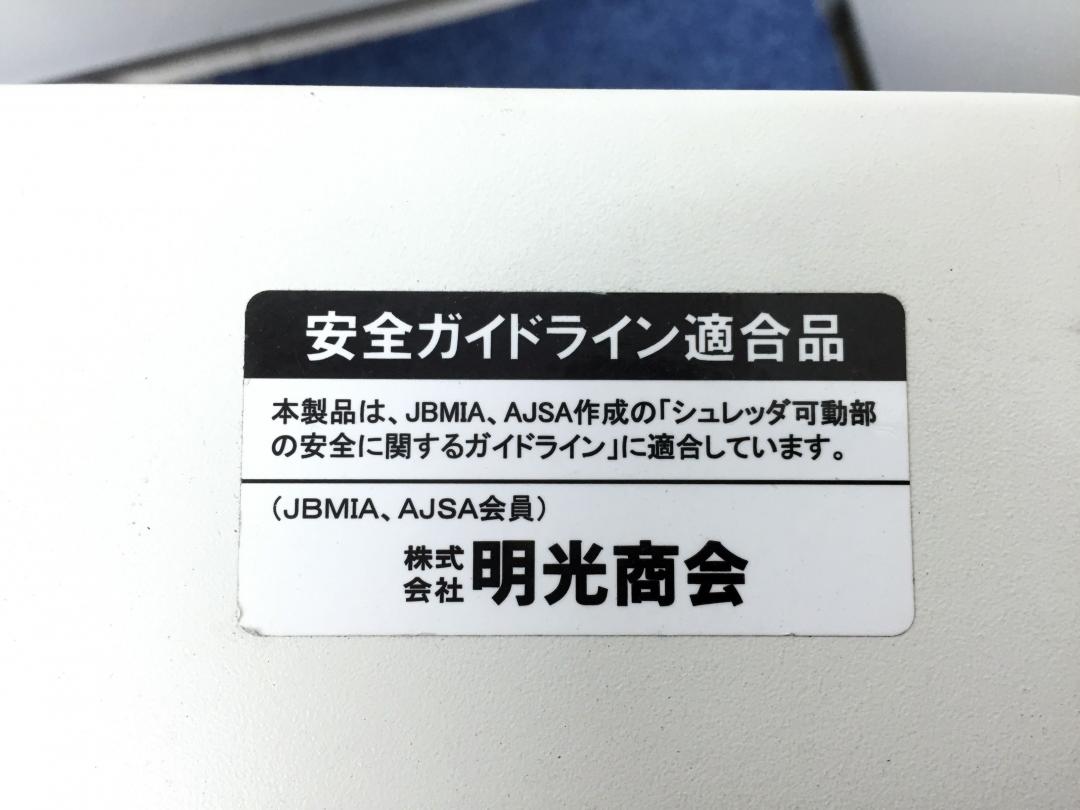 安全ガイドライン適合品
本製品は、JBMIA、AJSA作成の「シュレッダ可動部
の安全に関するガイドライン」に適合しています。
（JBMIA、AJSA会員）
株式
会社 明光商会